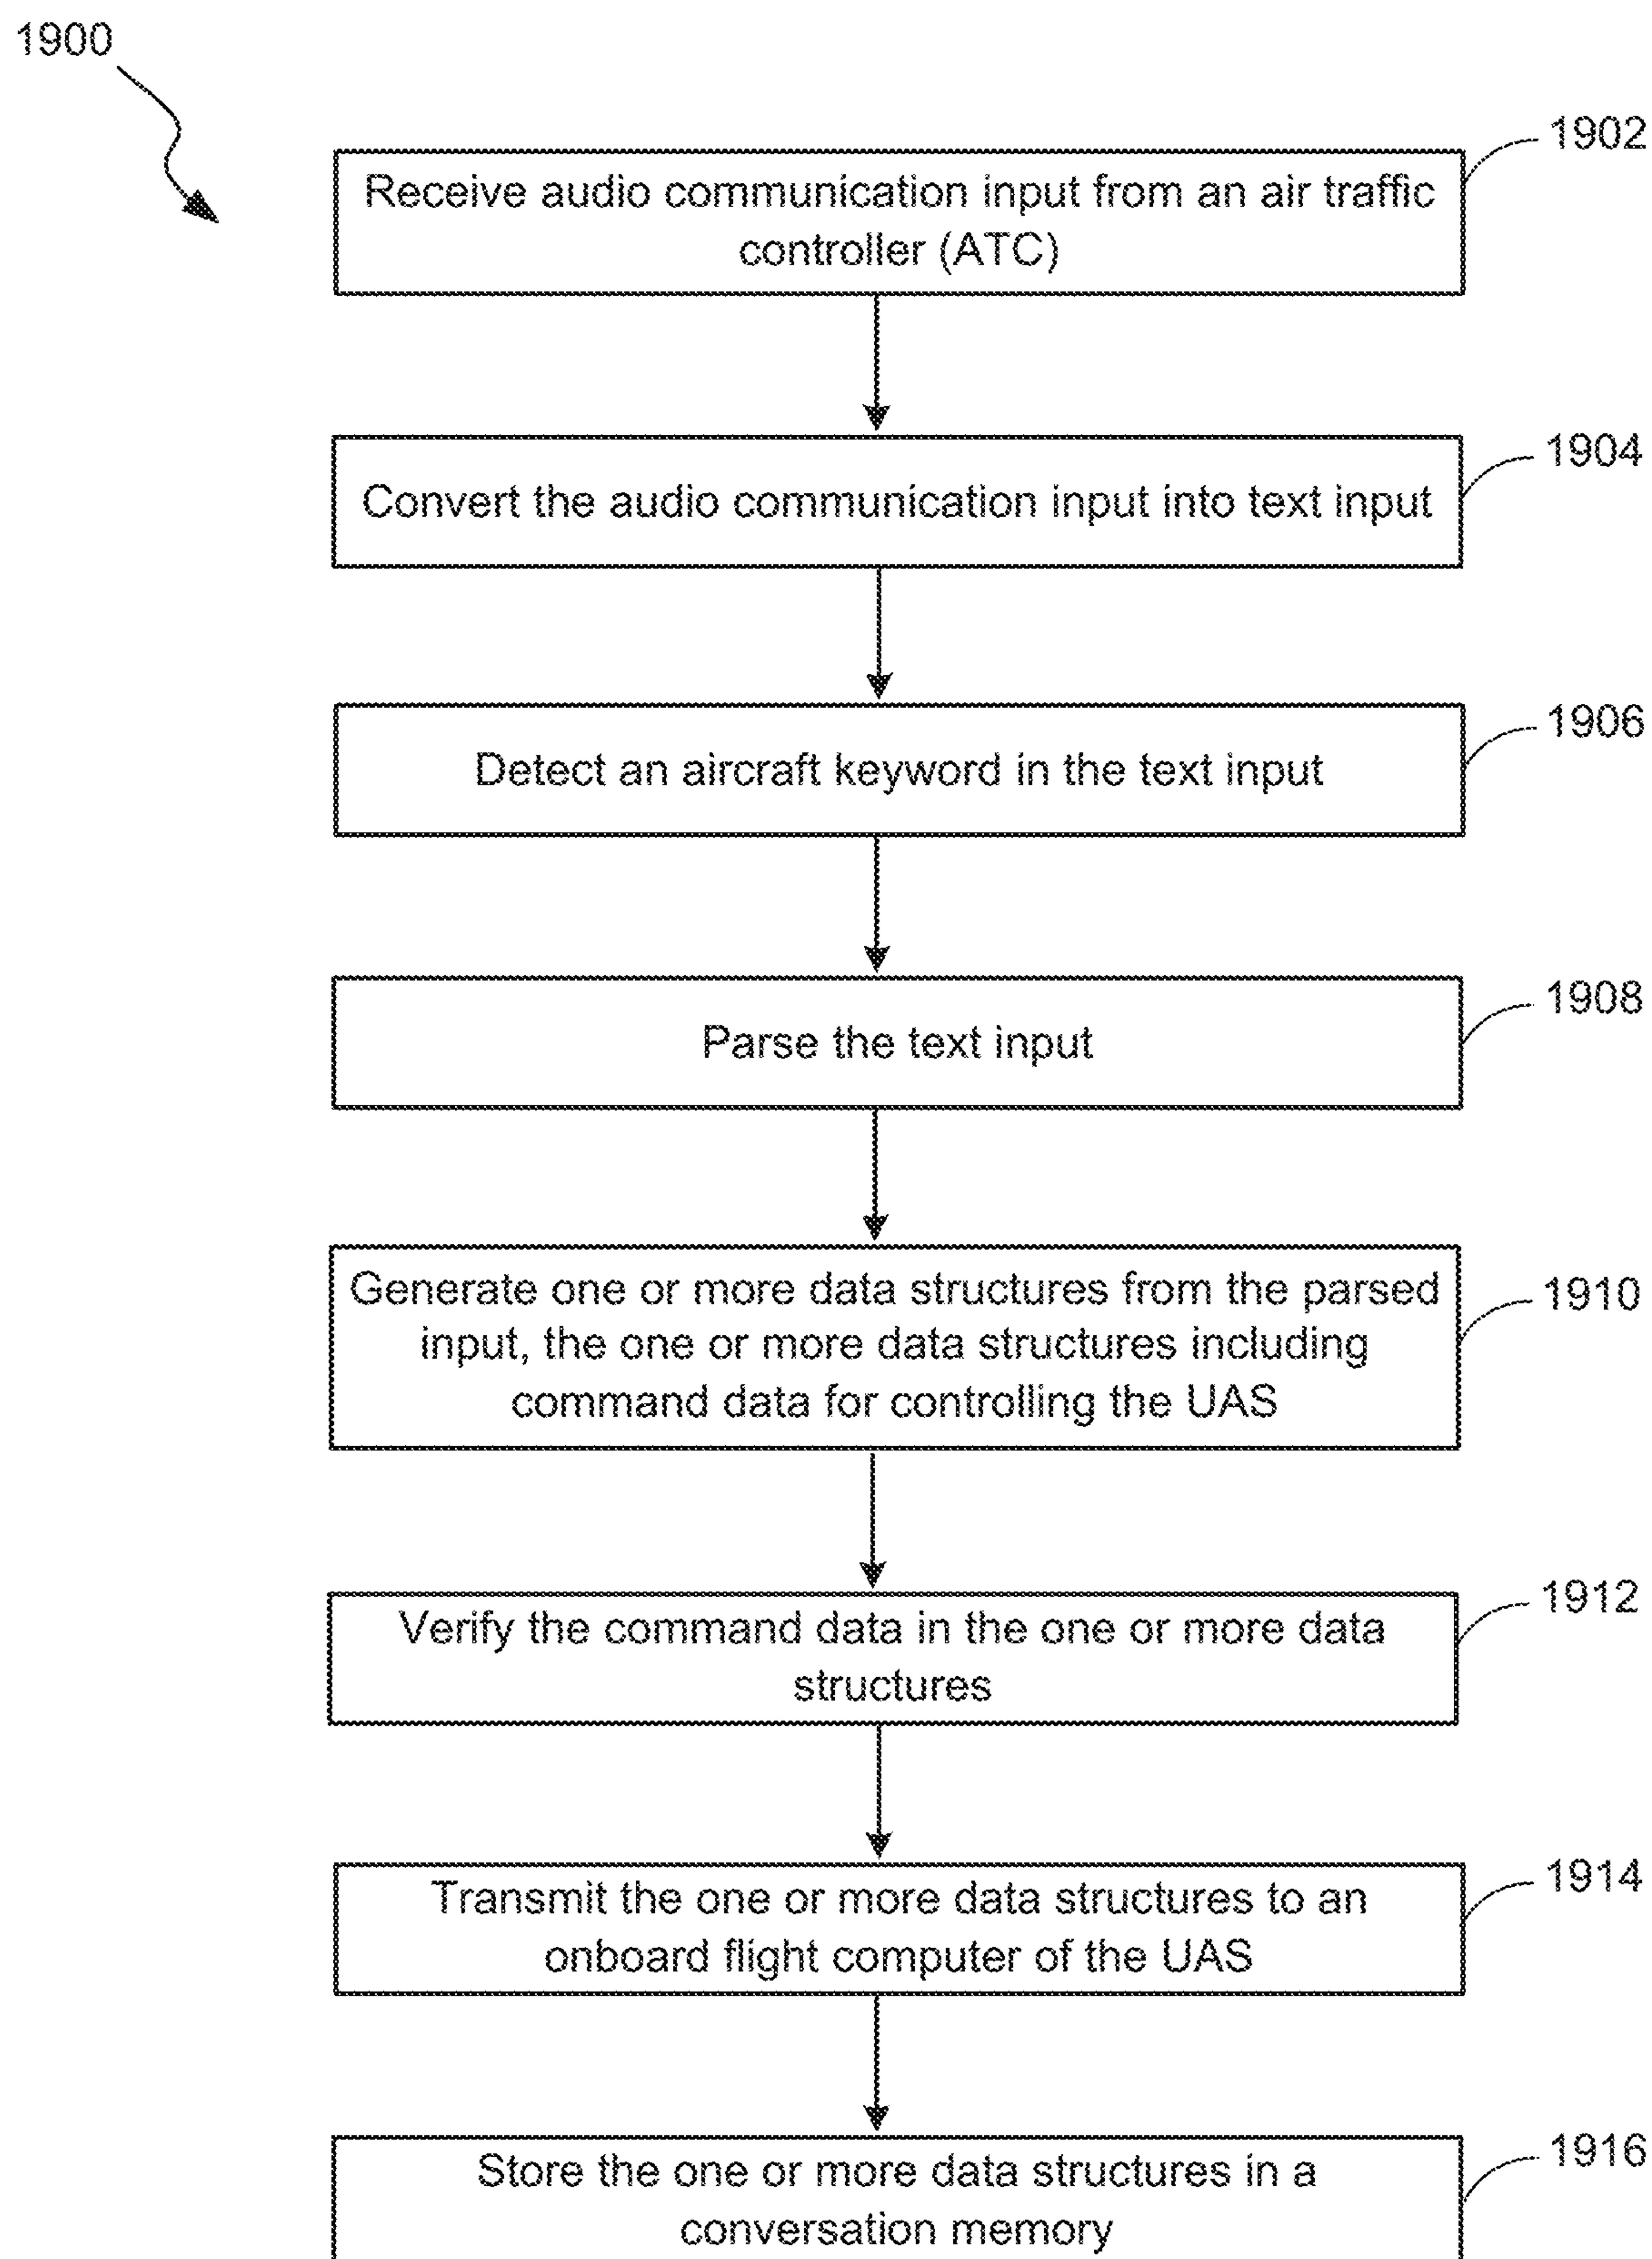 1900
1902
Receive audio communication input from an air traffic
controller (ATC)
1904
Convert the audio communication input into text input
1906
Detect an aircraft keyword in the text input
1908
Parse the text input
1910
Generate one or more data structures from the parsed
input, the one or more data structures including
command data for controlling the UAS
1912
Verify the command data in the one or more data
structures
1914
Transmit the one or more data structures to an
onboard flight computer of the UAS
1916
Store the one or more data structures in a
conversation memory